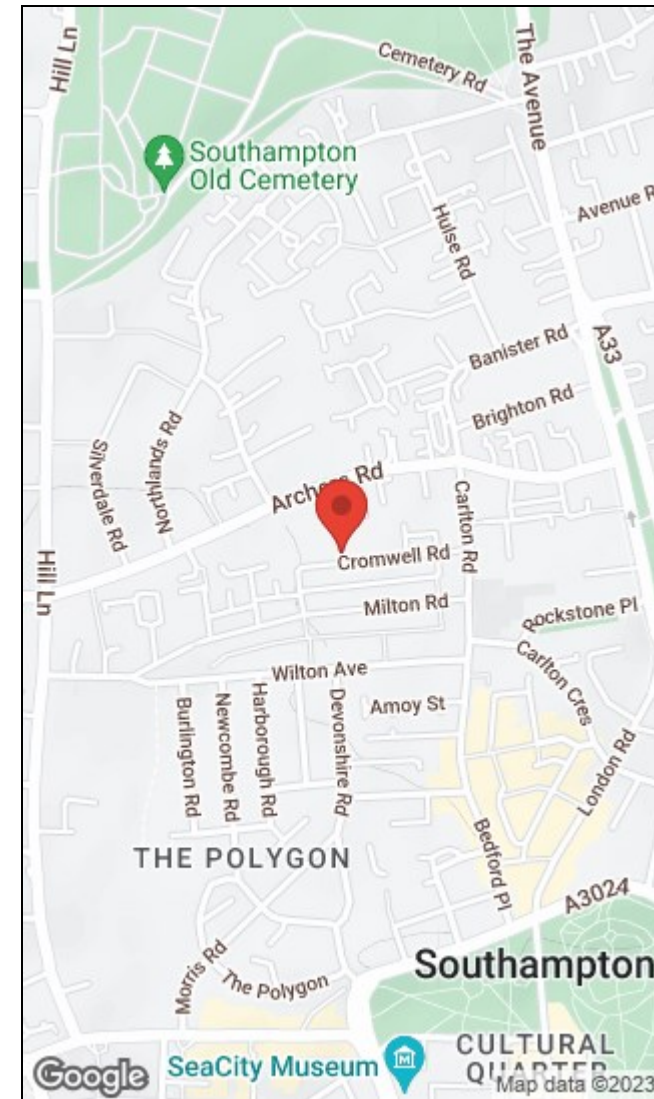 Hill Ln
Cemetery Rd
The Avenue
Southampton
Old Cemetery
Avenue R
Hulse Rd
A33
Banister Rd
Brighton Rd
Northlands Rd
Silverdale Rd
Archers Rd
Carlton Rd
Cromwell Rd
Hill Ln
Milton Rd
Rockstone Pl
Carlton Cres
Wilton Ave
Amoy St
Burlington Rd
Newcombe Rd
Harborough Rd
Devonshire Rd
London Rd
Bedford Pl
THE POLYGON
A3024
Morris Rd
The Polygon
Southampton
SeaCity Museum
CULTURAL
QUARTER
Google
Map data ©2023